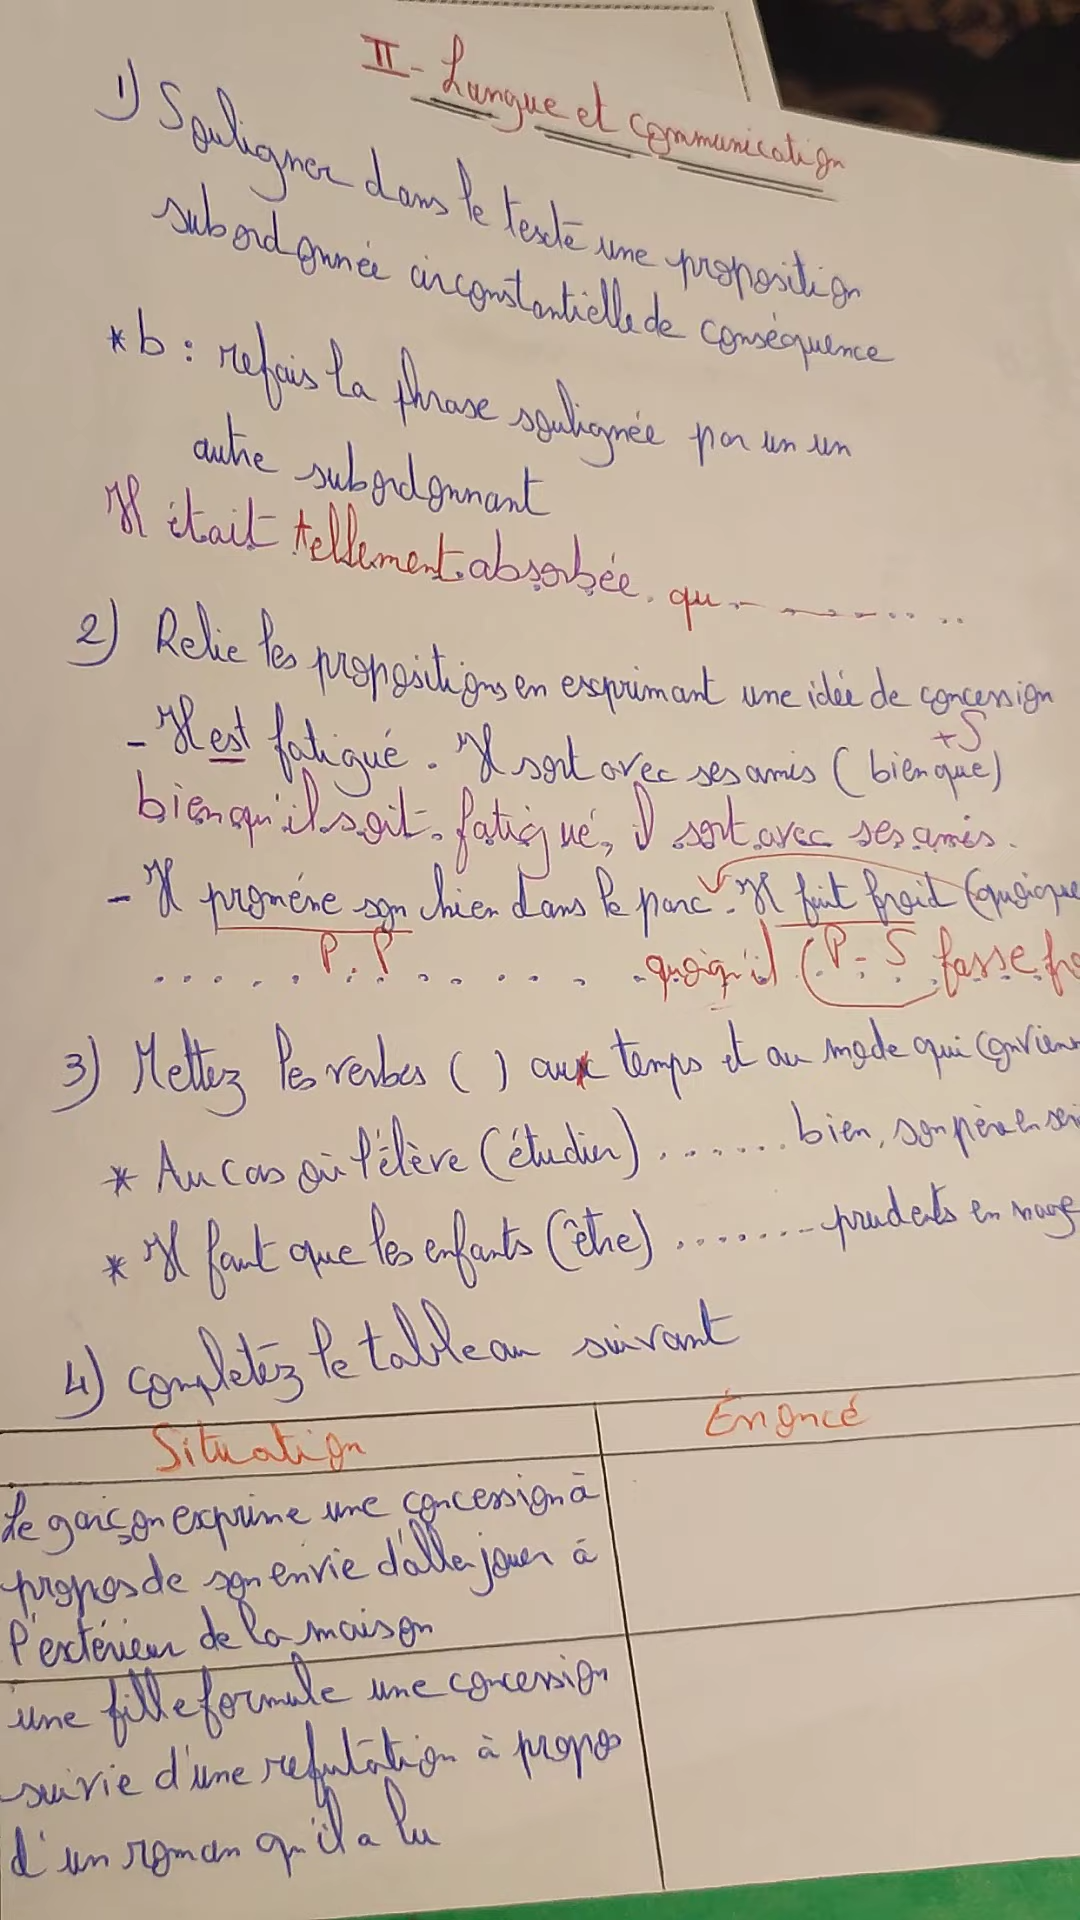 II - Langue et communication
1) Souligner dans le texte une proposition
subordonnée circonstantielle de conséquence
* b : refais la phrase soulignée par un un
autre subordonnant
Il était tellement absorbée qu
2) Relie les propositions en exprimant une idée de concession
+S
- Il est fatigué. Il sort avec ses amis (bien que)
bien qu'il soit fatigué, il sort avec ses amis.
- Il promène son chien dans le parc. Il fait froid (quoique
P.P quoiqu'il (P-S fasse fro
3) Mettez les verbes ( ) aux temps et au mode qui convienn
* Au cas où l'élève (étudier) ....... bien, son père en ser
* Il faut que les enfants (être) ....... prudents en nag
4) completéz le tableau suivant
Situation Énoncé
Le garçon exprime une concession à
propos de son envie d'aller jouer à
l'extérieur de la maison
une fille formule une concession
suivie d'une refutation à propos
d'un roman qu'il a lu